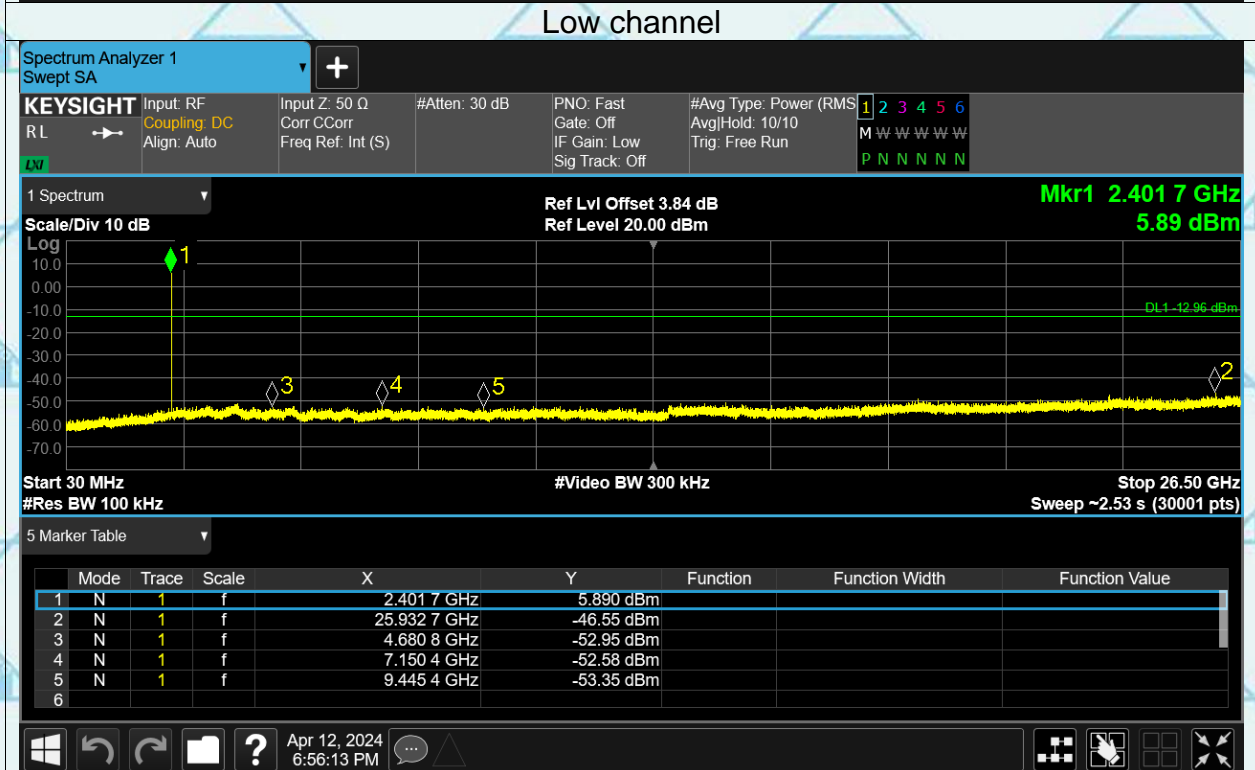 Low channel
Spectrum Analyzer 1
Swept SA
+
KEYSIGHT Input: RF Input Z: 50 Ω #Atten: 30 dB PNO: Fast #Avg Type: Power (RMS 1 2 3 4 5 6
RL Coupling: DC Corr CCorr Gate: Off Avg|Hold: 10/10 M W W W W W
Align: Auto Freq Ref: Int (S) IF Gain: Low Trig: Free Run
LXI Sig Track: Off P N N N N N
1 Spectrum Mkr1 2.401 7 GHz
Ref Lvl Offset 3.84 dB
Scale/Div 10 dB Ref Level 20.00 dBm 5.89 dBm
Log
1
10.0
0.00
-10.0 DL1 -12.96 dBm
-20.0
-30.0
-40.0 3 4 5 2
-50.0
-60.0
-70.0
Start 30 MHz #Video BW 300 kHz Stop 26.50 GHz
#Res BW 100 kHz Sweep ~2.53 s (30001 pts)
5 Marker Table
Mode Trace Scale X Y Function Function Width Function Value
1 N 1 f 2.401 7 GHz 5.890 dBm
2 N 1 f 25.932 7 GHz -46.55 dBm
3 N 1 f 4.680 8 GHz -52.95 dBm
4 N 1 f 7.150 4 GHz -52.58 dBm
5 N 1 f 9.445 4 GHz -53.35 dBm
6
? Apr 12, 2024
6:56:13 PM